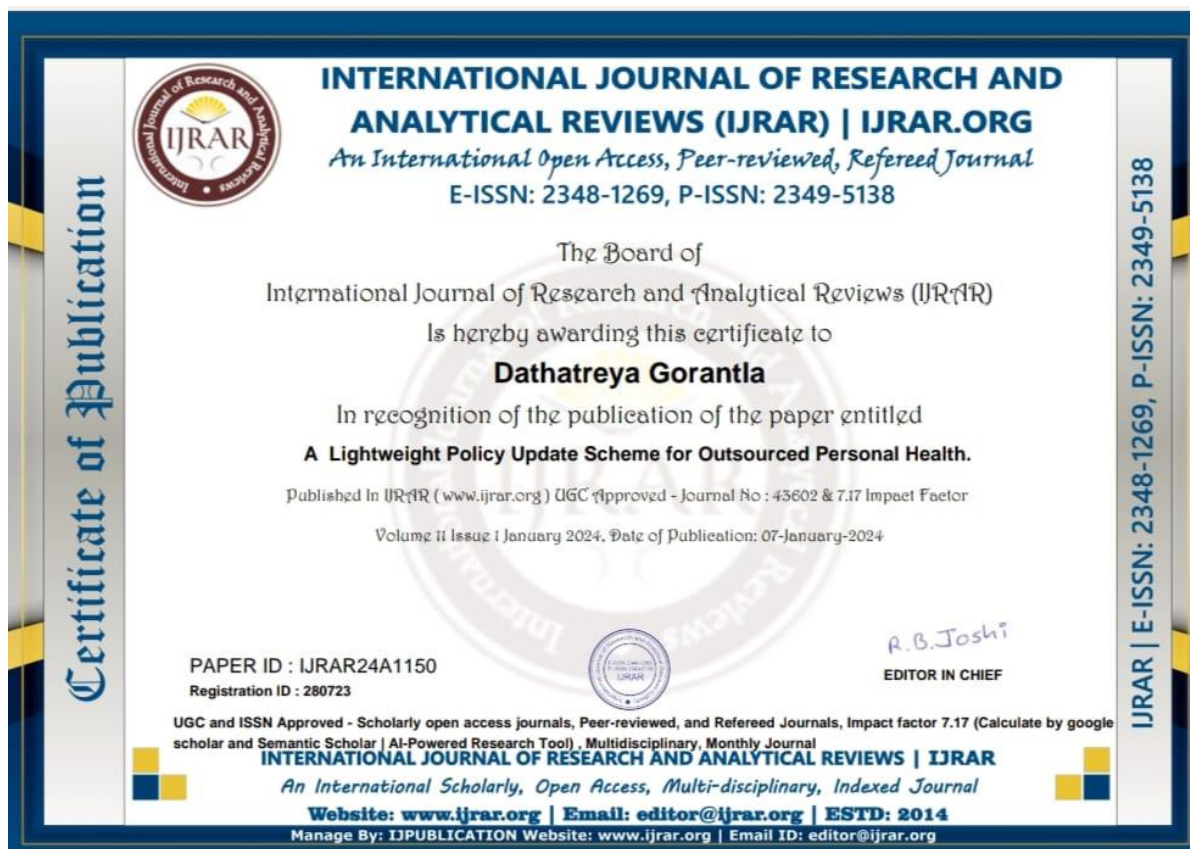 International Journal of Research and Analytical Reviews
IJRAR
INTERNATIONAL JOURNAL OF RESEARCH AND
ANALYTICAL REVIEWS (IJRAR) | IJRAR.ORG
An International Open Access, Peer-reviewed, Refereed Journal
E-ISSN: 2348-1269, P-ISSN: 2349-5138
Certificate of Publication
The Board of
International Journal of Research and Analytical Reviews (IJRAR)
Is hereby awarding this certificate to
Dathatreya Gorantla
In recognition of the publication of the paper entitled
A Lightweight Policy Update Scheme for Outsourced Personal Health.
Published In IJRAR ( www.ijrar.org ) UGC Approved - Journal No : 43602 & 7.17 Impact Factor
Volume 11 Issue 1 January 2024, Date of Publication: 07-January-2024
IJRAR | E-ISSN: 2348-1269, P-ISSN: 2349-5138
PAPER ID : IJRAR24A1150
Registration ID : 280723
IJRAR
R.B.Joshi
EDITOR IN CHIEF
UGC and ISSN Approved - Scholarly open access journals, Peer-reviewed, and Refereed Journals, Impact factor 7.17 (Calculate by google
scholar and Semantic Scholar | AI-Powered Research Tool) , Multidisciplinary, Monthly Journal
INTERNATIONAL JOURNAL OF RESEARCH AND ANALYTICAL REVIEWS | IJRAR
An International Scholarly, Open Access, Multi-disciplinary, Indexed Journal
Website: www.ijrar.org | Email: editor@ijrar.org | ESTD: 2014
Manage By: IJPUBLICATION Website: www.ijrar.org | Email ID: editor@ijrar.org